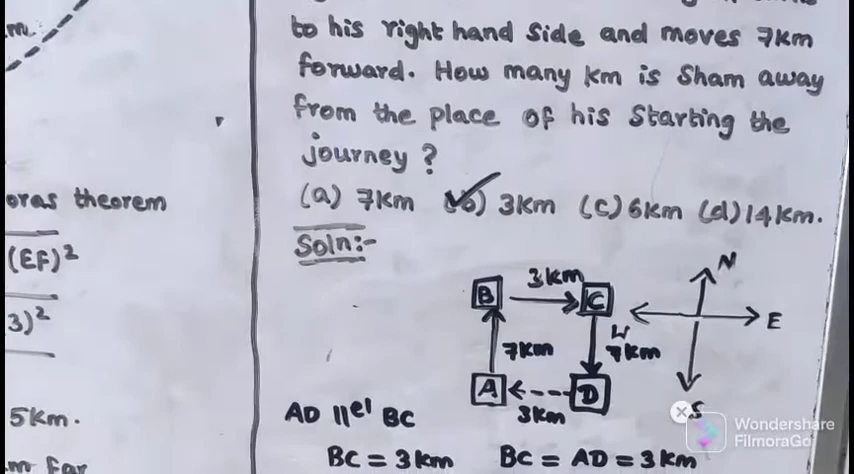 m.
oras theorem
(EF)²
3)²
5km.
m far
to his right hand side and moves 7km
forward. How many km is Sham away
from the place of his Starting the
journey?
(a) 7km (b) 3km (c) 6km (d) 14km.
Soln:-
B 3km C
7km 7km
A 3km D
N
W E
S
AD ||el BC
BC = 3km BC = AD = 3km
Wondershare
FilmoraGo